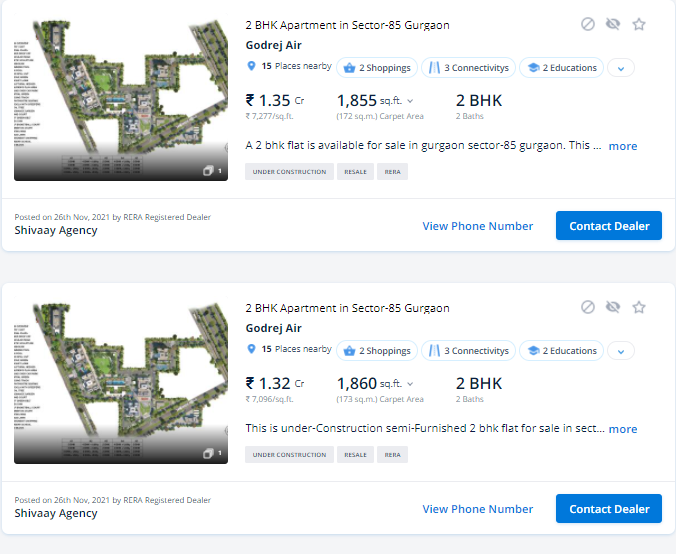 2 BHK Apartment in Sector-85 Gurgaon
Godrej Air
15 Places nearby 2 Shoppings 3 Connectivitys 2 Educations
₹ 1.35 Cr 1,855 sq.ft. 2 BHK
₹ 7,277/sq.ft. (172 sq.m.) Carpet Area 2 Baths
A 2 bhk flat is available for sale in gurgaon sector-85 gurgaon. This ... more
1
UNDER CONSTRUCTION RESALE RERA
Posted on 26th Nov, 2021 by RERA Registered Dealer
Shivaay Agency
View Phone Number Contact Dealer
2 BHK Apartment in Sector-85 Gurgaon
Godrej Air
15 Places nearby 2 Shoppings 3 Connectivitys 2 Educations
₹ 1.32 Cr 1,860 sq.ft. 2 BHK
₹ 7,096/sq.ft. (173 sq.m.) Carpet Area 2 Baths
This is under-Construction semi-Furnished 2 bhk flat for sale in sect... more
1
UNDER CONSTRUCTION RESALE RERA
Posted on 26th Nov, 2021 by RERA Registered Dealer
Shivaay Agency
View Phone Number Contact Dealer